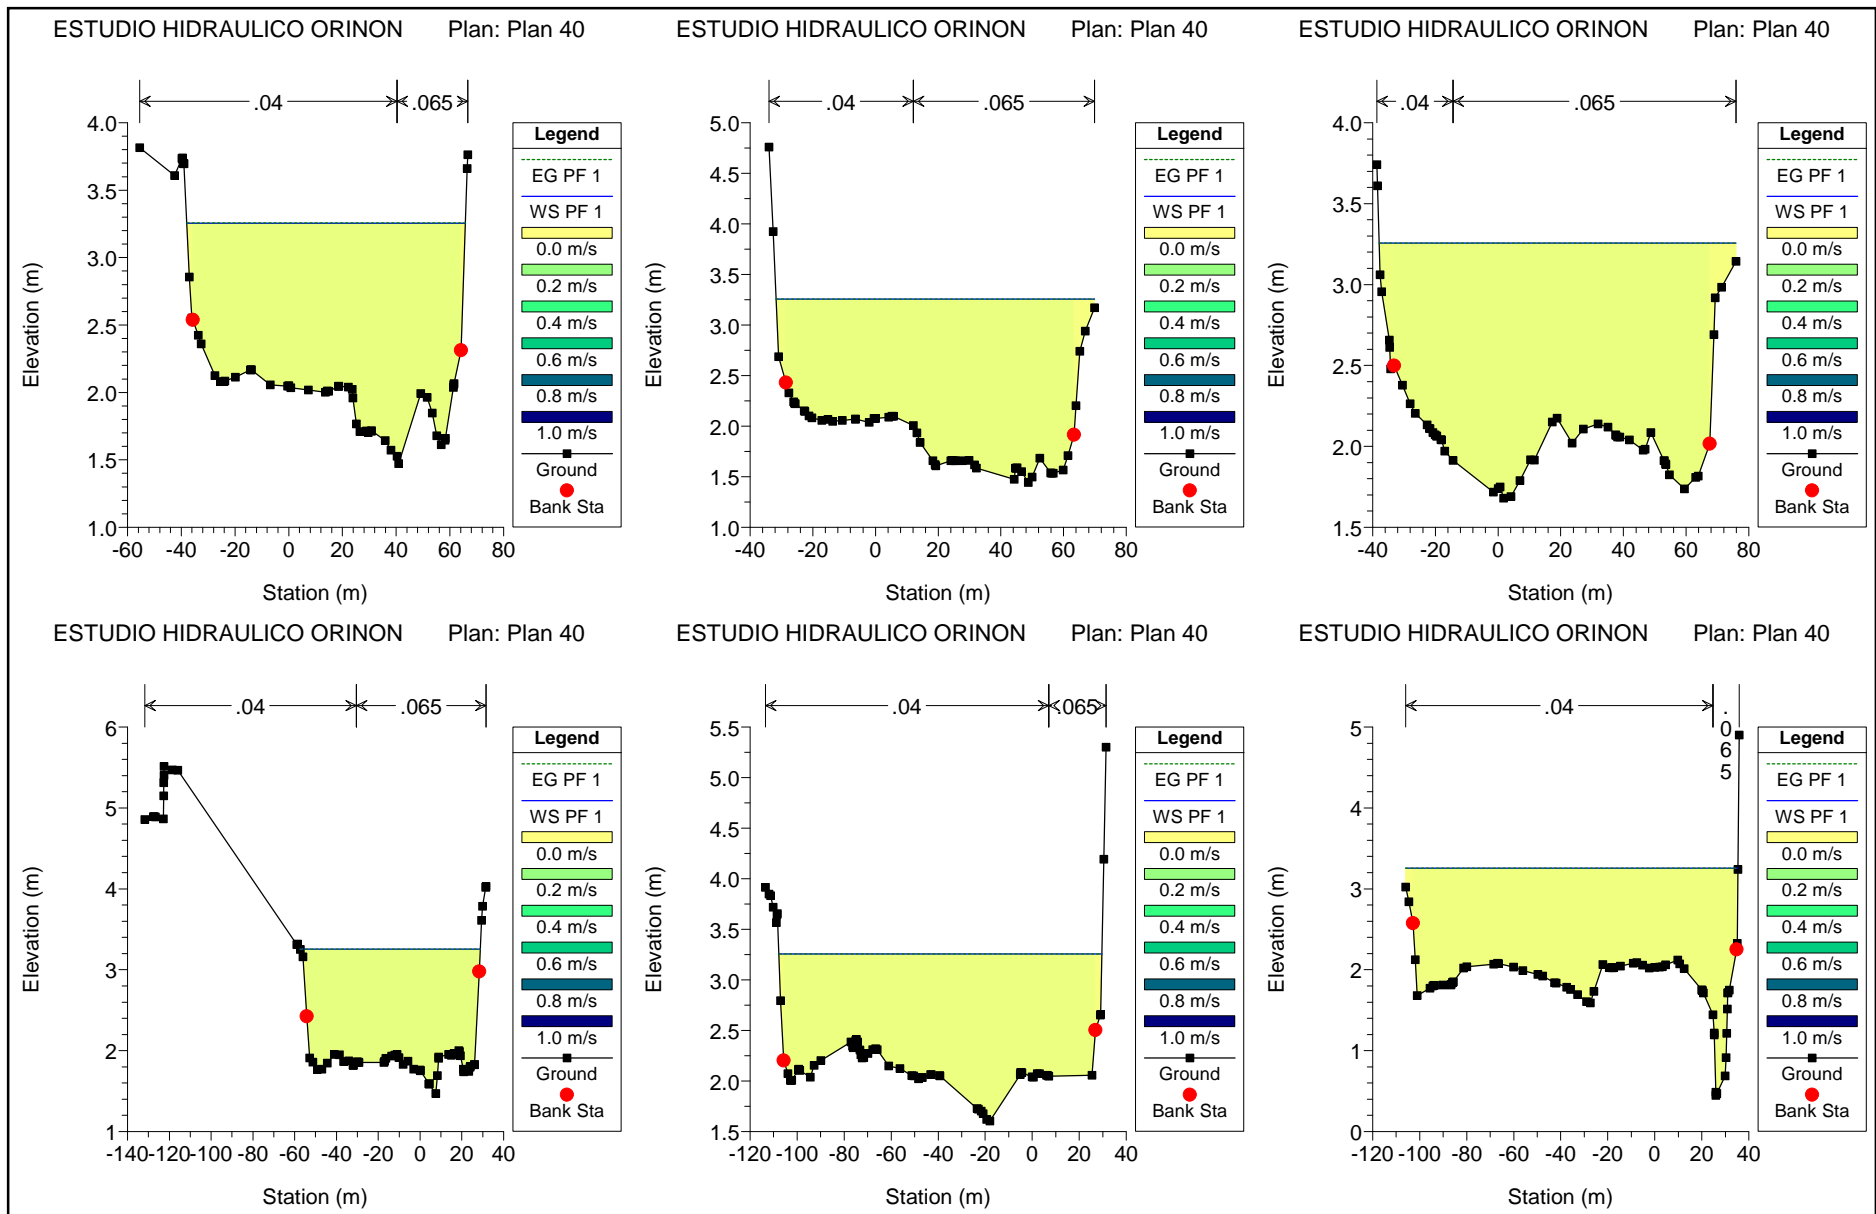 ESTUDIO HIDRAULICO ORINON Plan: Plan 40
.04 .065
4.0
3.5
3.0
2.5
2.0
1.5
1.0
-60 -40 -20 0 20 40 60 80
Elevation (m)
Station (m)
Legend
EG PF 1
WS PF 1
0.0 m/s
0.2 m/s
0.4 m/s
0.6 m/s
0.8 m/s
1.0 m/s
Ground
Bank Sta
ESTUDIO HIDRAULICO ORINON Plan: Plan 40
.04 .065
5.0
4.5
4.0
3.5
3.0
2.5
2.0
1.5
1.0
-40 -20 0 20 40 60 80
Elevation (m)
Station (m)
Legend
EG PF 1
WS PF 1
0.0 m/s
0.2 m/s
0.4 m/s
0.6 m/s
0.8 m/s
1.0 m/s
Ground
Bank Sta
ESTUDIO HIDRAULICO ORINON Plan: Plan 40
.04 .065
4.0
3.5
3.0
2.5
2.0
1.5
-40 -20 0 20 40 60 80
Elevation (m)
Station (m)
Legend
EG PF 1
WS PF 1
0.0 m/s
0.2 m/s
0.4 m/s
0.6 m/s
0.8 m/s
1.0 m/s
Ground
Bank Sta
ESTUDIO HIDRAULICO ORINON Plan: Plan 40
.04 .065
6
5
4
3
2
1
-140 -120 -100 -80 -60 -40 -20 0 20 40
Elevation (m)
Station (m)
Legend
EG PF 1
WS PF 1
0.0 m/s
0.2 m/s
0.4 m/s
0.6 m/s
0.8 m/s
1.0 m/s
Ground
Bank Sta
ESTUDIO HIDRAULICO ORINON Plan: Plan 40
.04 .065
5.5
5.0
4.5
4.0
3.5
3.0
2.5
2.0
1.5
-120 -100 -80 -60 -40 -20 0 20 40
Elevation (m)
Station (m)
Legend
EG PF 1
WS PF 1
0.0 m/s
0.2 m/s
0.4 m/s
0.6 m/s
0.8 m/s
1.0 m/s
Ground
Bank Sta
ESTUDIO HIDRAULICO ORINON Plan: Plan 40
.04 .
0
6
5
5
4
3
2
1
0
-120 -100 -80 -60 -40 -20 0 20 40
Elevation (m)
Station (m)
Legend
EG PF 1
WS PF 1
0.0 m/s
0.2 m/s
0.4 m/s
0.6 m/s
0.8 m/s
1.0 m/s
Ground
Bank Sta